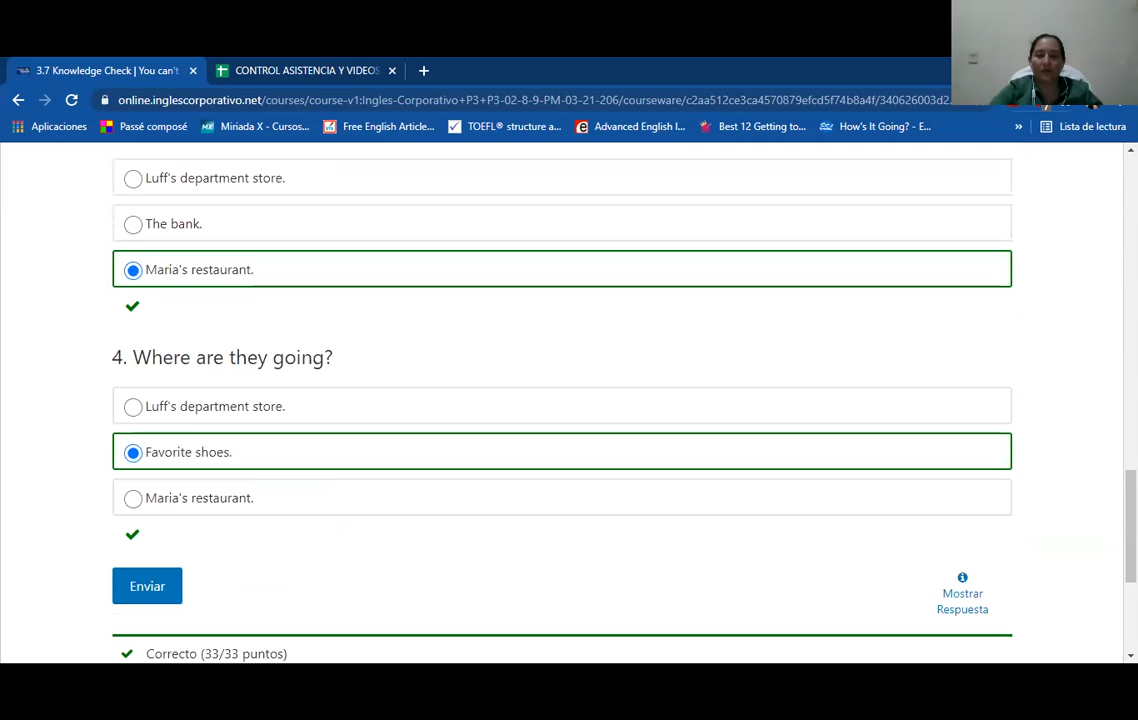 3.7 Knowledge Check | You can't
CONTROL ASISTENCIA Y VIDEOS
online.inglescorporativo.net/courses/course-v1:Ingles-Corporativo+P3+P3-02-8-9-PM-03-21-206/courseware/c2aa512ce3ca4570879efcd5f74b8a4f/340626003d2
Aplicaciones
Passé composé
Miriada X - Cursos...
Free English Article...
TOEFL® structure a...
Advanced English l...
Best 12 Getting to...
How's It Going? - E...
»
Lista de lectura
Luff's department store.
The bank.
Maria's restaurant.
4. Where are they going?
Luff's department store.
Favorite shoes.
Maria's restaurant.
Enviar
Mostrar
Respuesta
Correcto (33/33 puntos)